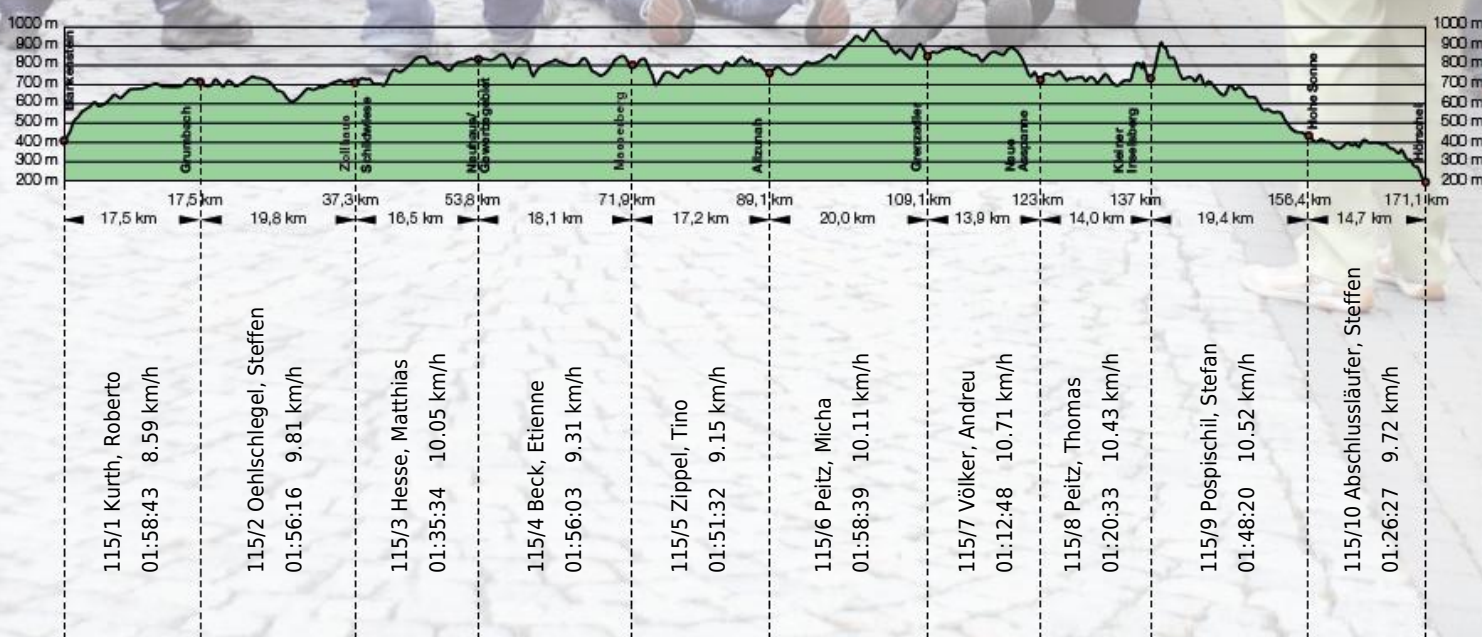 1000 m
900 m
800 m
700 m
600 m
500 m
400 m
300 m
200 m
1000 m
900 m
800 m
700 m
600 m
500 m
400 m
300 m
200 m
Blankenstein
Grumbach
Zollhaus
Schildwiese
Neuhaus/
Gewerbegebiet
Masserberg
Allzunah
Grenzadler
Neue
Ausspanne
Kleiner
Inselsberg
Hohe Sonne
Hörschel
17,5 km
37,3 km
53,8 km
71,9 km
89,1 km
109,1 km
123 km
137 km
156,4 km
171,1 km
17,5 km
19,8 km
16,5 km
18,1 km
17,2 km
20,0 km
13,9 km
14,0 km
19,4 km
14,7 km
115/1 Kurth, Roberto
01:58:43 8.59 km/h
115/2 Oehlschlegel, Steffen
01:56:16 9.81 km/h
115/3 Hesse, Matthias
01:35:34 10.05 km/h
115/4 Beck, Etienne
01:56:03 9.31 km/h
115/5 Zippel, Tino
01:51:32 9.15 km/h
115/6 Peitz, Micha
01:58:39 10.11 km/h
115/7 Völker, Andreu
01:12:48 10.71 km/h
115/8 Peitz, Thomas
01:20:33 10.43 km/h
115/9 Pospischil, Stefan
01:48:20 10.52 km/h
115/10 Abschlussläufer, Steffen
01:26:27 9.72 km/h